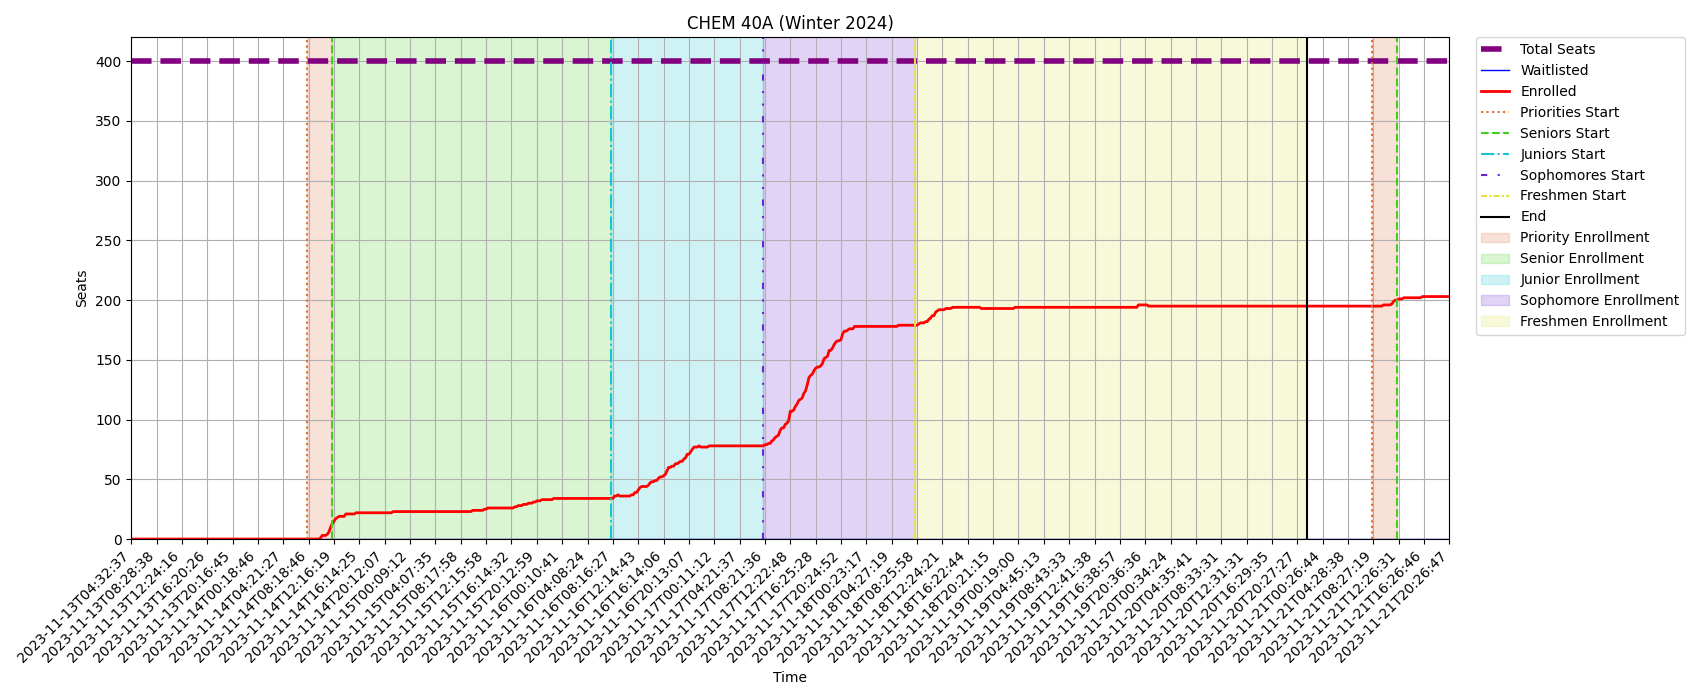 CHEM 40A (Winter 2024)
Seats
400
350
300
250
200
150
100
50
0
2023-11-13T04:32:37
2023-11-13T08:28:38
2023-11-13T12:24:16
2023-11-13T16:20:26
2023-11-13T20:16:45
2023-11-14T00:18:46
2023-11-14T04:21:27
2023-11-14T08:18:46
2023-11-14T12:16:19
2023-11-14T16:14:25
2023-11-14T20:12:07
2023-11-15T00:09:12
2023-11-15T04:07:35
2023-11-15T08:17:58
2023-11-15T12:15:58
2023-11-15T16:14:32
2023-11-15T20:12:59
2023-11-16T00:10:41
2023-11-16T04:08:24
2023-11-16T08:16:27
2023-11-16T12:14:43
2023-11-16T16:14:06
2023-11-16T20:13:07
2023-11-17T00:11:12
2023-11-17T04:21:37
2023-11-17T08:21:36
2023-11-17T12:22:48
2023-11-17T16:25:28
2023-11-17T20:24:52
2023-11-18T00:23:17
2023-11-18T04:27:19
2023-11-18T08:25:58
2023-11-18T12:24:21
2023-11-18T16:22:44
2023-11-18T20:21:15
2023-11-19T00:19:00
2023-11-19T04:45:13
2023-11-19T08:43:33
2023-11-19T12:41:38
2023-11-19T16:38:57
2023-11-19T20:36:36
2023-11-20T00:34:24
2023-11-20T04:35:41
2023-11-20T08:33:31
2023-11-20T12:31:31
2023-11-20T16:29:35
2023-11-20T20:27:27
2023-11-21T00:26:44
2023-11-21T04:28:38
2023-11-21T08:27:19
2023-11-21T12:26:31
2023-11-21T16:26:46
2023-11-21T20:26:47
Time
Total Seats
Waitlisted
Enrolled
Priorities Start
Seniors Start
Juniors Start
Sophomores Start
Freshmen Start
End
Priority Enrollment
Senior Enrollment
Junior Enrollment
Sophomore Enrollment
Freshmen Enrollment